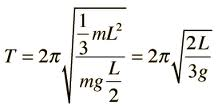 T = 2π√((1/3 mL²)/(mg L/2)) = 2π√(2L/3g)